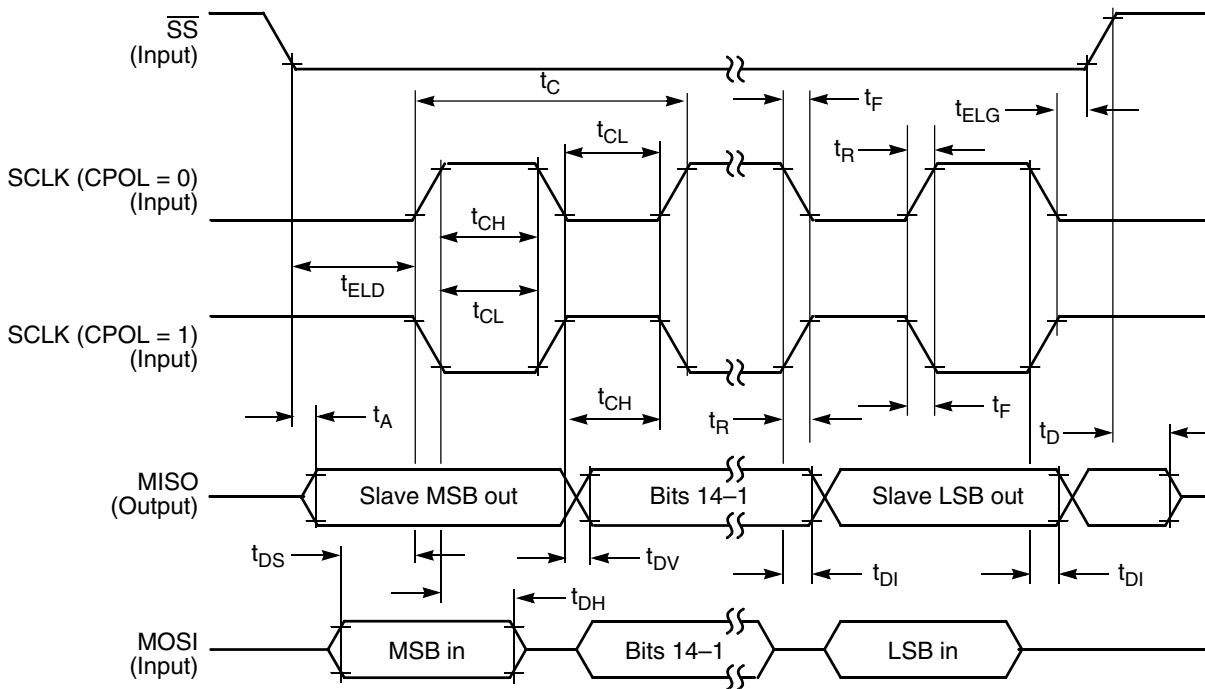 SS
(Input)
tC
tF
tELG
tCL
tR
SCLK (CPOL = 0)
(Input)
tCH
tELD
tCL
SCLK (CPOL = 1)
(Input)
tA
tCH
tR
tF
tD
MISO
(Output)
Slave MSB out
Bits 14–1
Slave LSB out
tDS
tDV
tDI
tDI
tDH
MOSI
(Input)
MSB in
Bits 14–1
LSB in